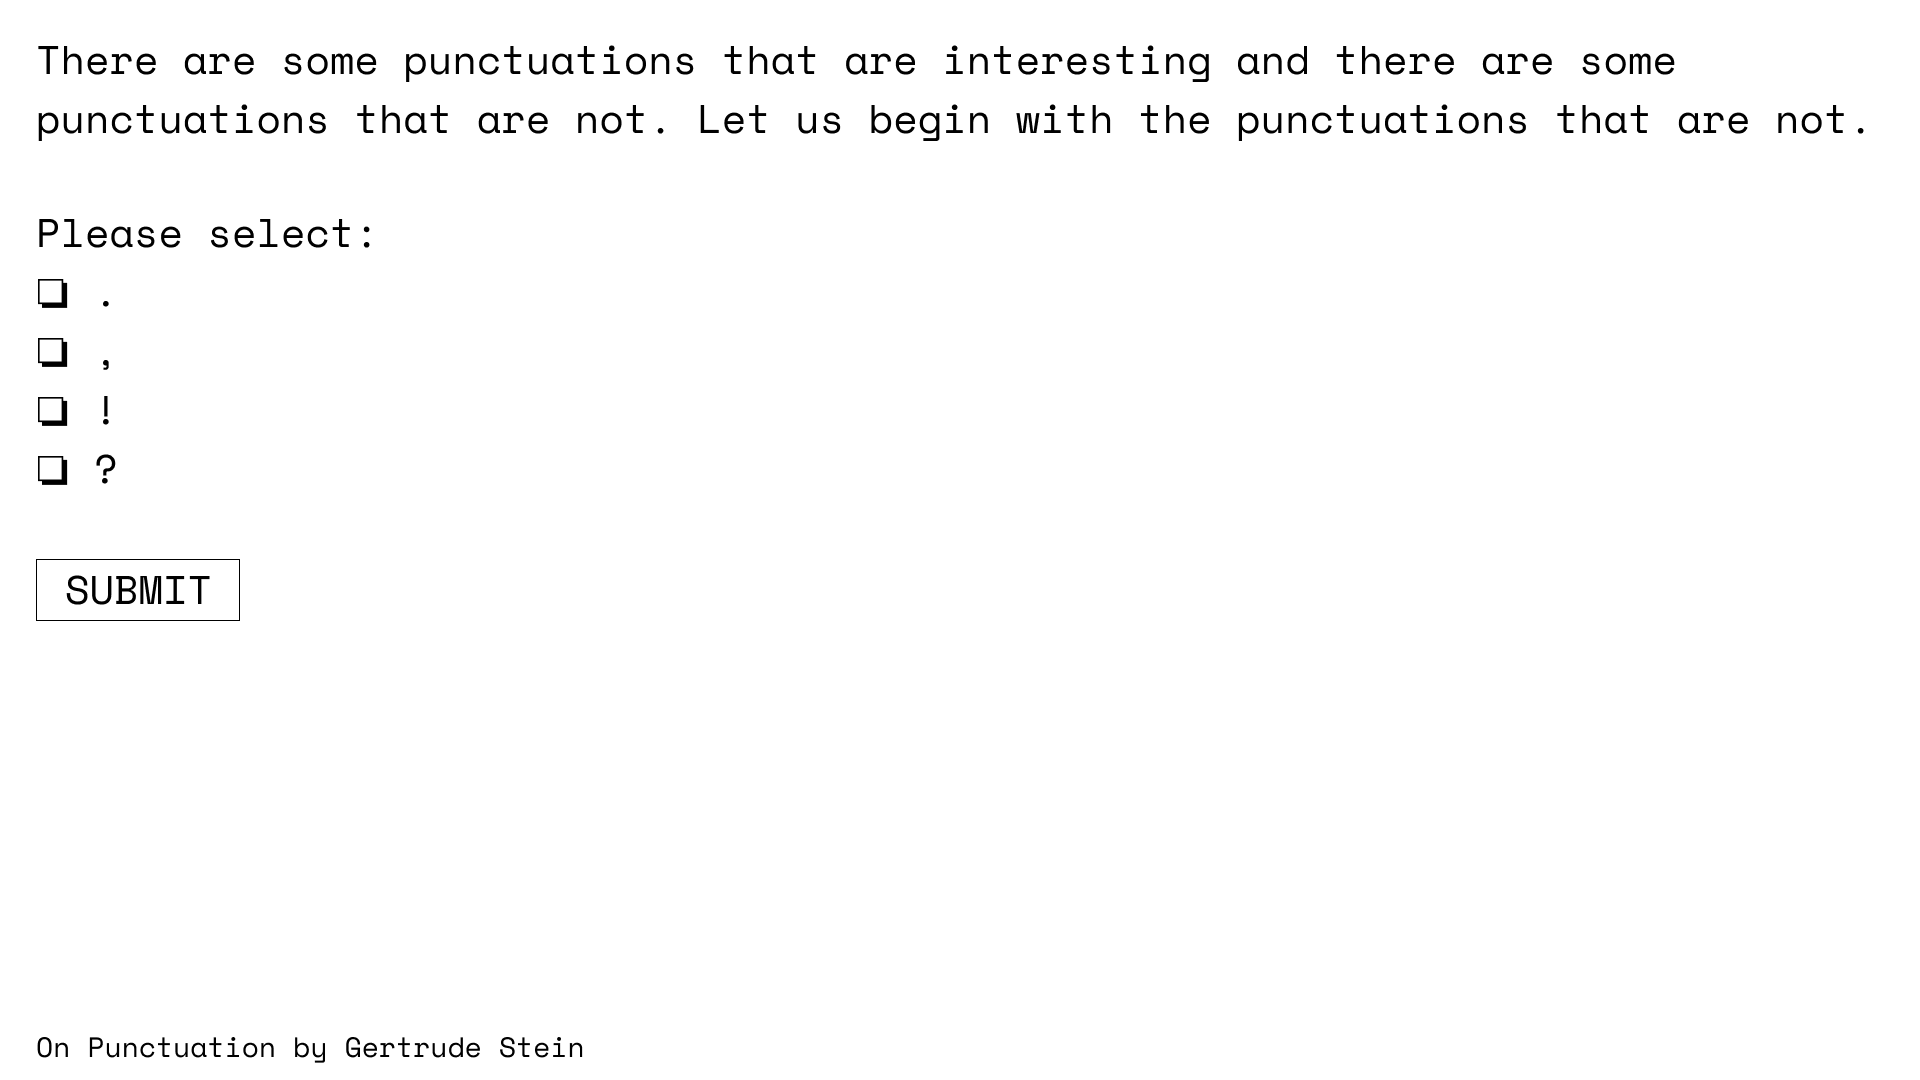 There are some punctuations that are interesting and there are some
punctuations that are not. Let us begin with the punctuations that are not.
Please select:
❏ .
❏ ,
❏ !
❏ ?
SUBMIT
On Punctuation by Gertrude Stein